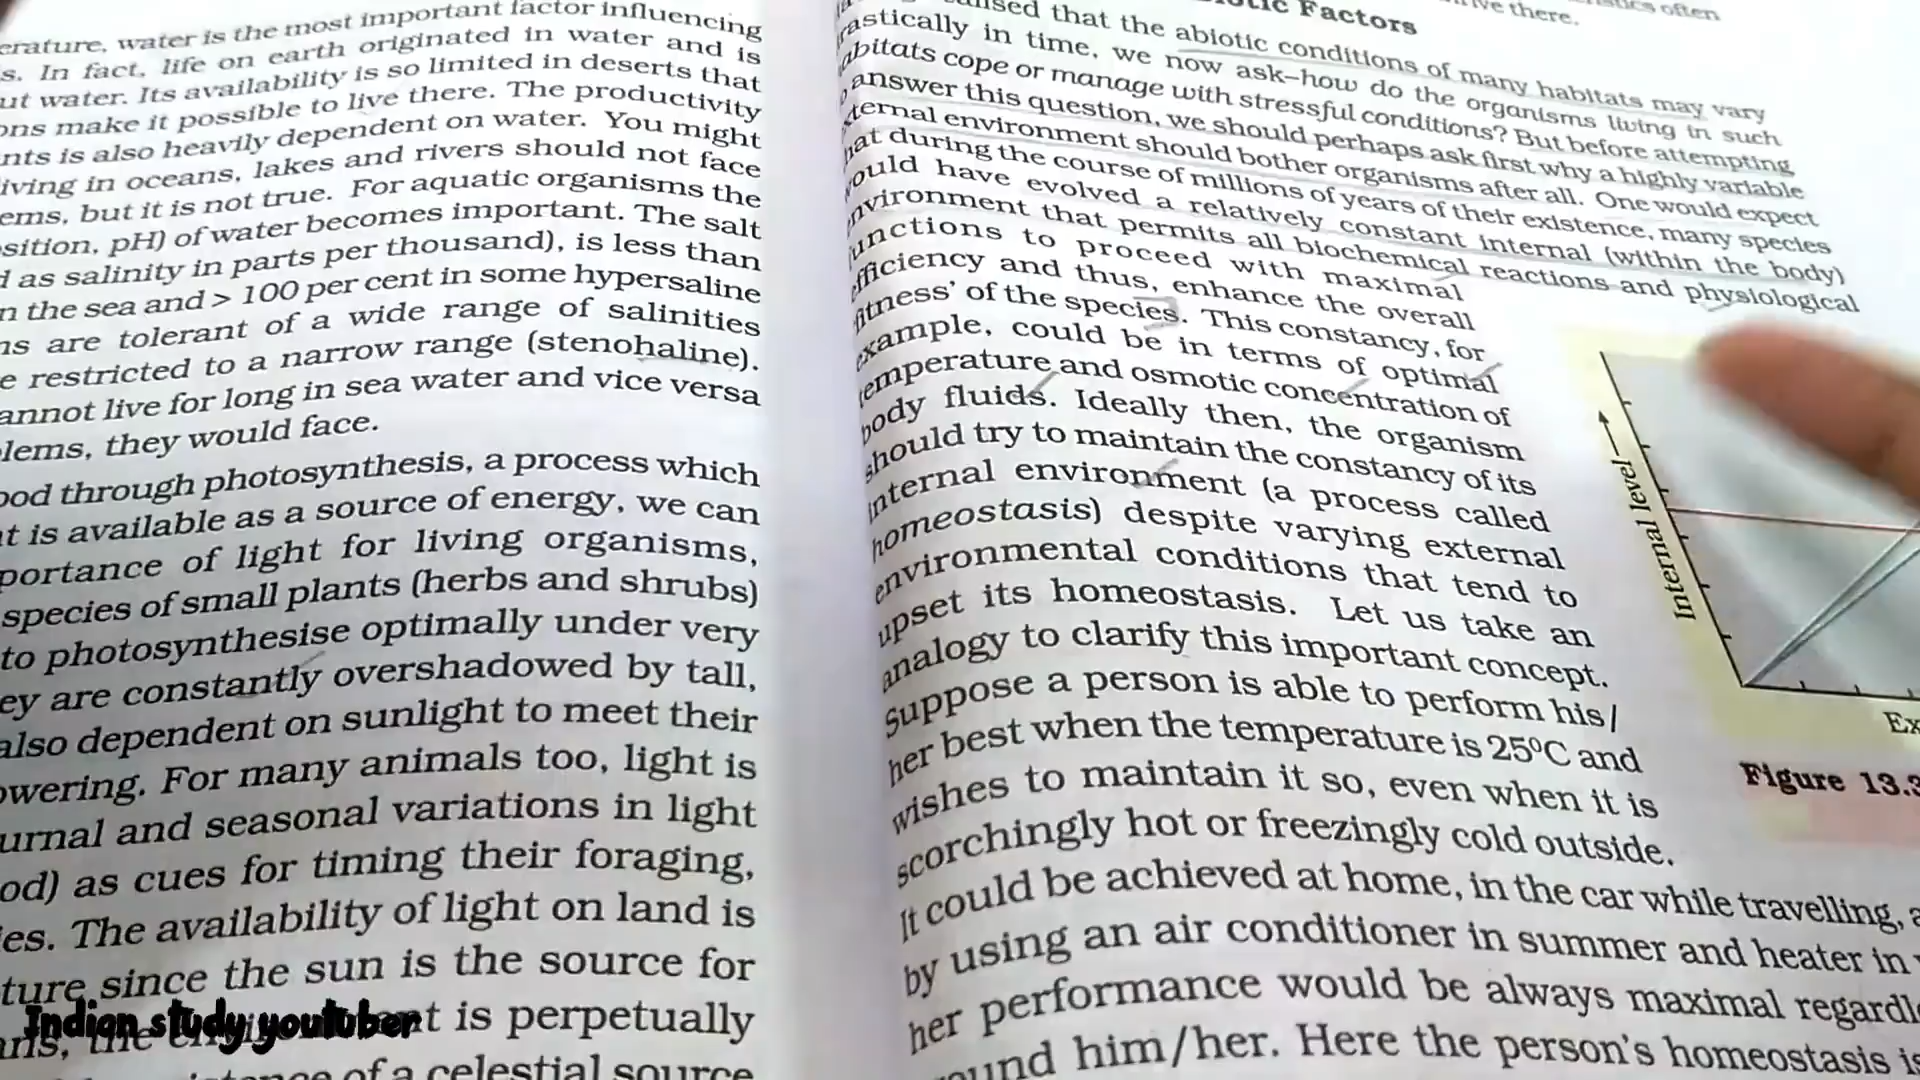 erature, water is the most important factor influencing
s. In fact, life on earth originated in water and is
ut water. Its availability is so limited in deserts that
ons make it possible to live there. The productivity
nts is also heavily dependent on water. You might
iving in oceans, lakes and rivers should not face
ems, but it is not true. For aquatic organisms the
sition, pH) of water becomes important. The salt
d as salinity in parts per thousand), is less than
n the sea and > 100 per cent in some hypersaline
ns are tolerant of a wide range of salinities
e restricted to a narrow range (stenohaline).
annot live for long in sea water and vice versa
lems, they would face.
ood through photosynthesis, a process which
at is available as a source of energy, we can
portance of light for living organisms,
species of small plants (herbs and shrubs)
to photosynthesise optimally under very
ey are constantly overshadowed by tall,
also dependent on sunlight to meet their
owering. For many animals too, light is
urnal and seasonal variations in light
od) as cues for timing their foraging,
ies. The availability of light on land is
ture since the sun is the source for
is perpetually
of a celestial source
Indian study youtuber
ive there.
often
Factors
that the abiotic conditions of many habitats may vary
rastically in time, we now ask–how do the organisms living in such
abitats cope or manage with stressful conditions? But before attempting
answer this question, we should perhaps ask first why a highly variable
xternal environment should bother organisms after all. One would expect
hat during the course of millions of years of their existence, many species
would have evolved a relatively constant internal (within the body)
environment that permits all biochemical reactions and physiological
functions to proceed with maximal
efficiency and thus, enhance the overall
fitness' of the species. This constancy, for
example, could be in terms of optimal
temperature and osmotic concentration of
body fluids. Ideally then, the organism
should try to maintain the constancy of its
internal environment (a process called
homeostasis) despite varying external
environmental conditions that tend to
upset its homeostasis. Let us take an
analogy to clarify this important concept.
Suppose a person is able to perform his/
her best when the temperature is 25⁰C and
wishes to maintain it so, even when it is
scorchingly hot or freezingly cold outside.
It could be achieved at home, in the car while travelling, a
by using an air conditioner in summer and heater in
her performance would be always maximal regardl
ound him/her. Here the person's homeostasis is
Internal level
Ex
Figure 13.3